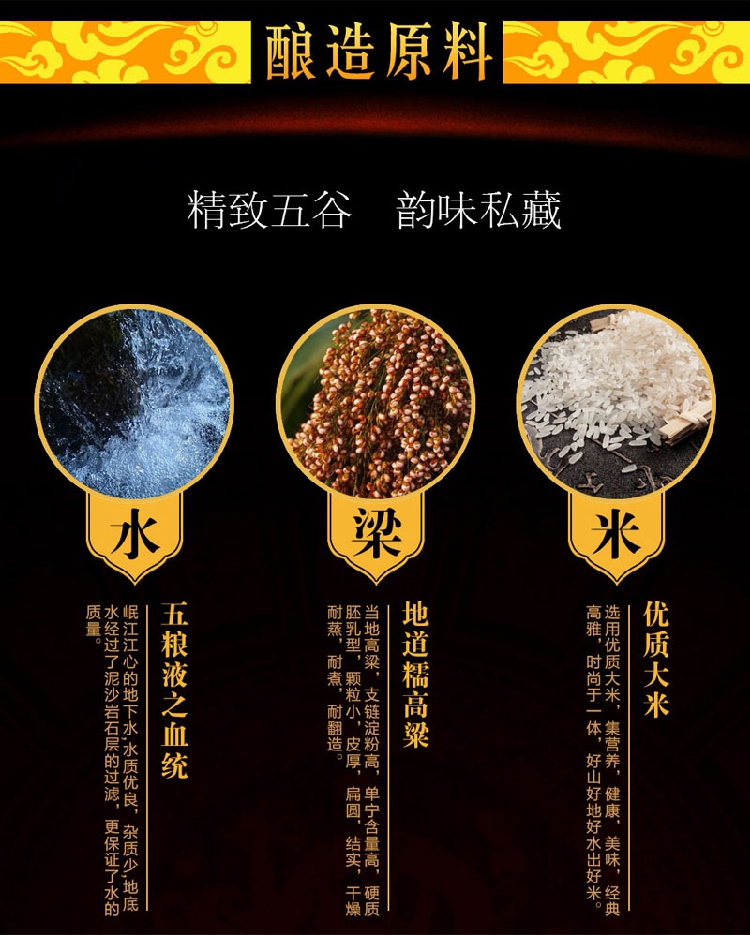 酿造原料
精致五谷　韵味私藏
水
五粮液之血统
岷江江心的地下水,水质优良，杂质少,地底
水经过了泥沙岩石层的过滤，更保证了水的
质量。
梁
地道糯高粱
当地高梁，支链淀粉高，单宁含量高，硬质
胚乳型，颗粒小，皮厚，扁圆，结实，干燥
耐蒸，耐煮，耐翻造。
米
优质大米
选用优质大米，集营养，健康，美味，经典
高雅，时尚于一体，好山好地好水出好米。